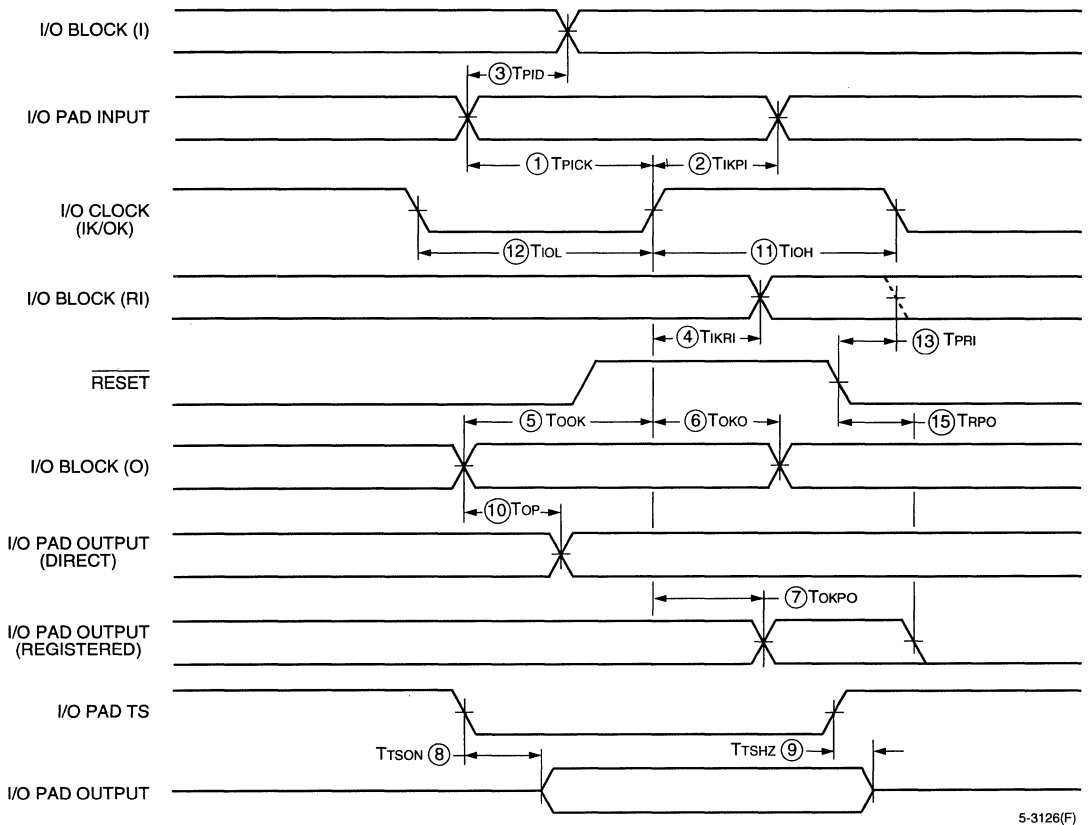 I/O BLOCK (I)
③ TPID
I/O PAD INPUT
① TPICK
② TIKPI
I/O CLOCK
(IK/OK)
⑫ TIOL
⑪ TIOH
I/O BLOCK (RI)
④ TIKRI
⑬ TPRI
RESET
⑤ TOOK
⑥ TOKO
⑮ TRPO
I/O BLOCK (O)
⑩ TOP
I/O PAD OUTPUT
(DIRECT)
⑦ TOKPO
I/O PAD OUTPUT
(REGISTERED)
I/O PAD TS
TTSON ⑧
TTSHZ ⑨
I/O PAD OUTPUT
5-3126(F)